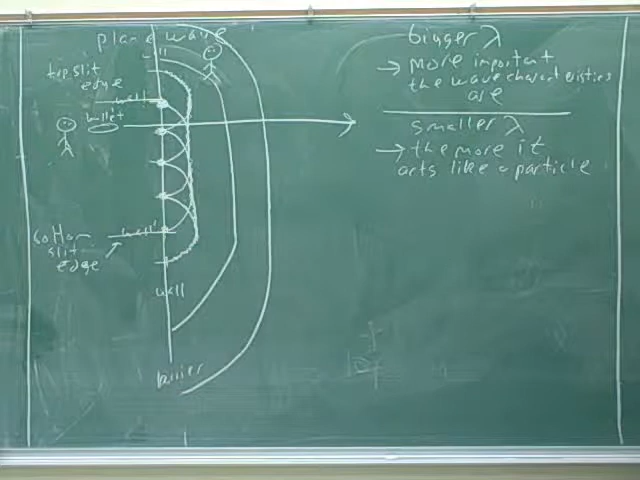 plane wave
wall
top slit
edge
wall
bullet
bottom
slit
edge
wall
wall
barrier
bigger λ
→ more important
the wave characteristics
are
smaller λ
→ the more it
acts like a particle